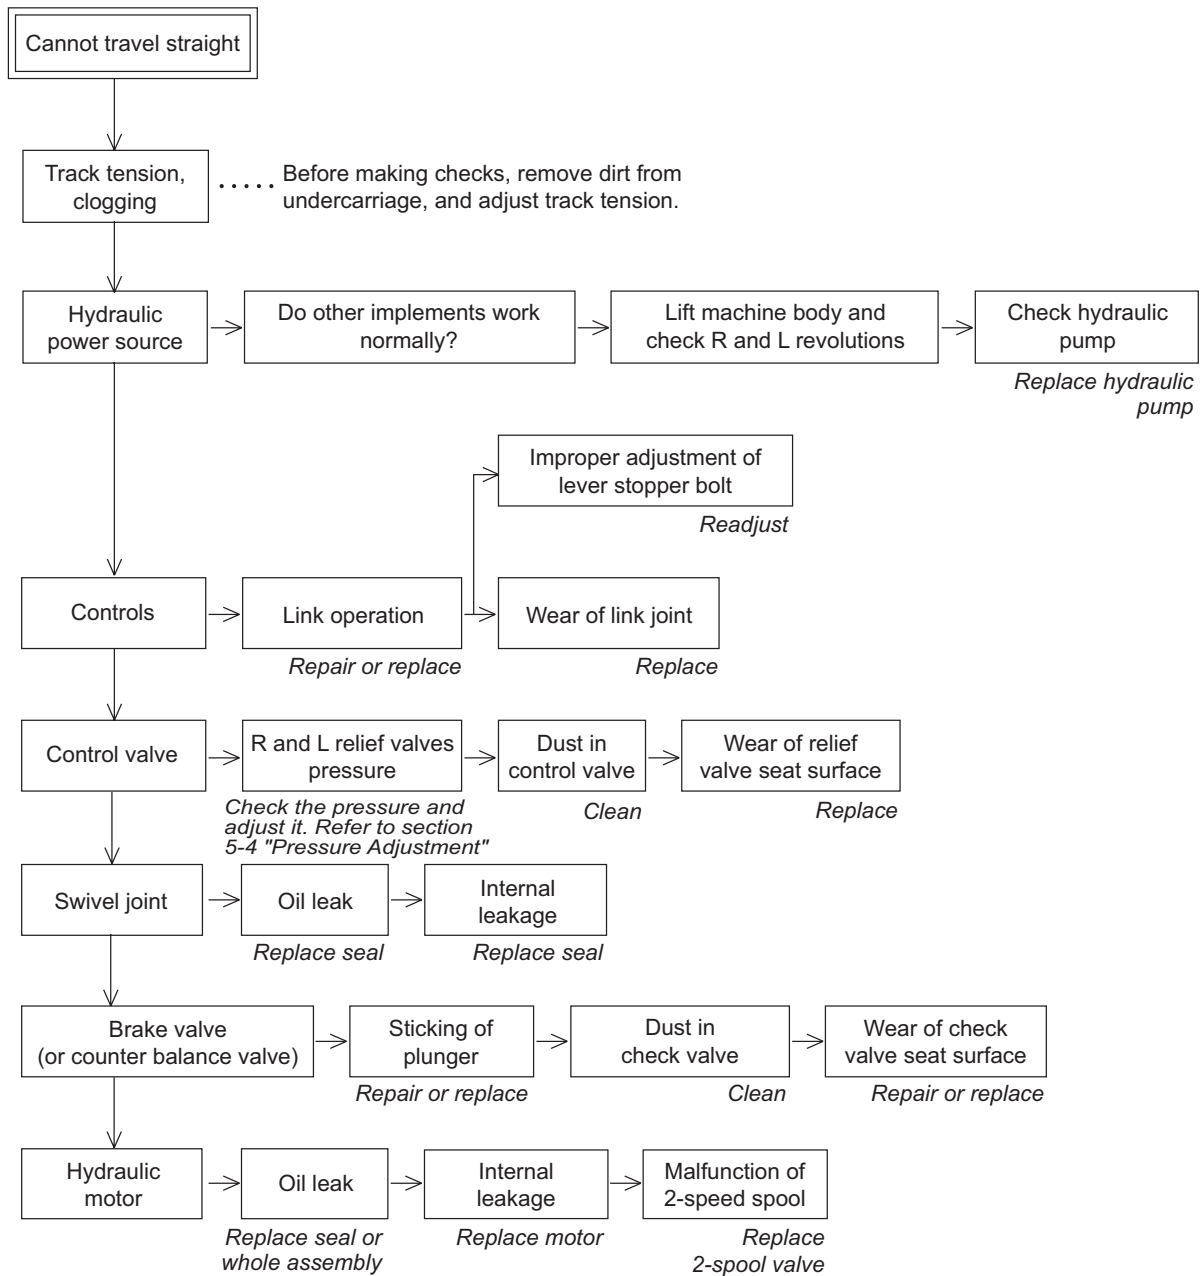 Cannot travel straight
Track tension,
clogging
.....
Before making checks, remove dirt from
undercarriage, and adjust track tension.
Hydraulic
power source
Do other implements work
normally?
Lift machine body and
check R and L revolutions
Check hydraulic
pump
Replace hydraulic
pump
Improper adjustment of
lever stopper bolt
Readjust
Controls
Link operation
Repair or replace
Wear of link joint
Replace
Control valve
R and L relief valves
pressure
Check the pressure and
adjust it. Refer to section
5-4 "Pressure Adjustment"
Dust in
control valve
Clean
Wear of relief
valve seat surface
Replace
Swivel joint
Oil leak
Replace seal
Internal
leakage
Replace seal
Brake valve
(or counter balance valve)
Sticking of
plunger
Repair or replace
Dust in
check valve
Clean
Wear of check
valve seat surface
Repair or replace
Hydraulic
motor
Oil leak
Replace seal or
whole assembly
Internal
leakage
Replace motor
Malfunction of
2-speed spool
Replace
2-spool valve